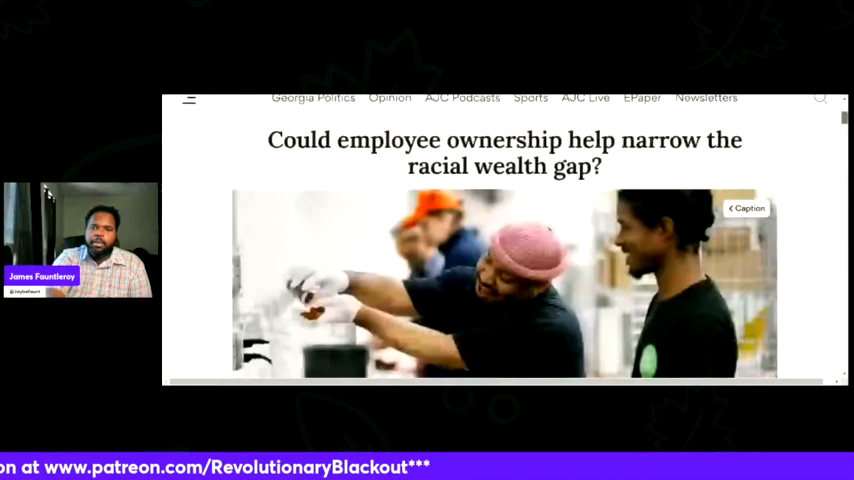 Georgia Politics Opinion AJC Podcasts Sports AJC Live EPaper Newsletters
Could employee ownership help narrow the
racial wealth gap?
Caption
James Fauntleroy
@Jaybefaunt
on at www.patreon.com/RevolutionaryBlackout***